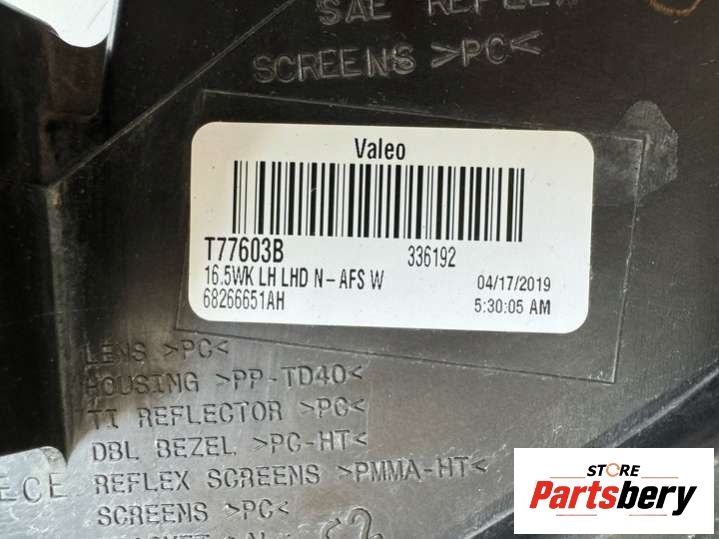 SAE REFLEX
SCREENS >PC<
Valeo
T77603B 336192
16.5WK LH LHD N-AFS W 04/17/2019
68266651AH 5:30:05 AM
LENS >PC<
HOUSING >PP-TD40<
TI REFLECTOR >PC<
DBL BEZEL >PC-HT<
ECE REFLEX SCREENS >PMMA-HT<
SCREENS >PC<
STORE
Partsbery